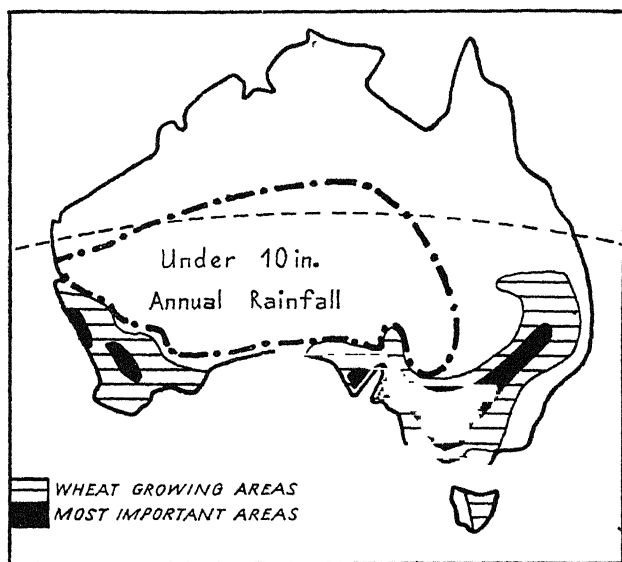 Under 10 in.
Annual Rainfall
WHEAT GROWING AREAS
MOST IMPORTANT AREAS